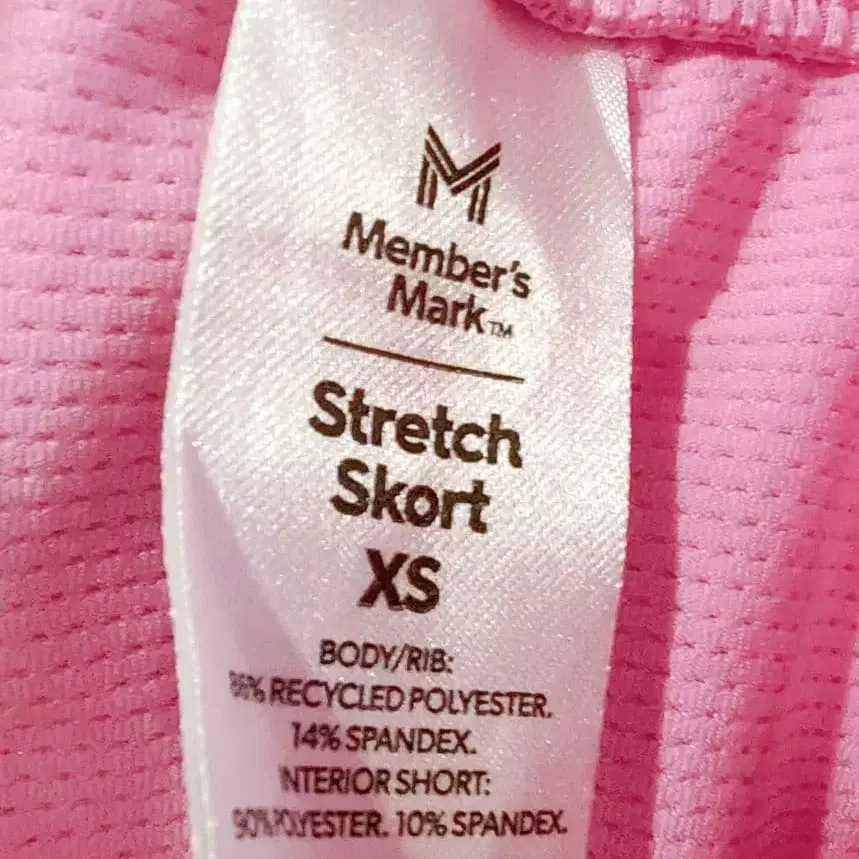 M
Member's
Mark™
Stretch
Skort
XS
BODY/RIB:
86% RECYCLED POLYESTER.
14% SPANDEX.
INTERIOR SHORT:
90% POLYESTER. 10% SPANDEX.